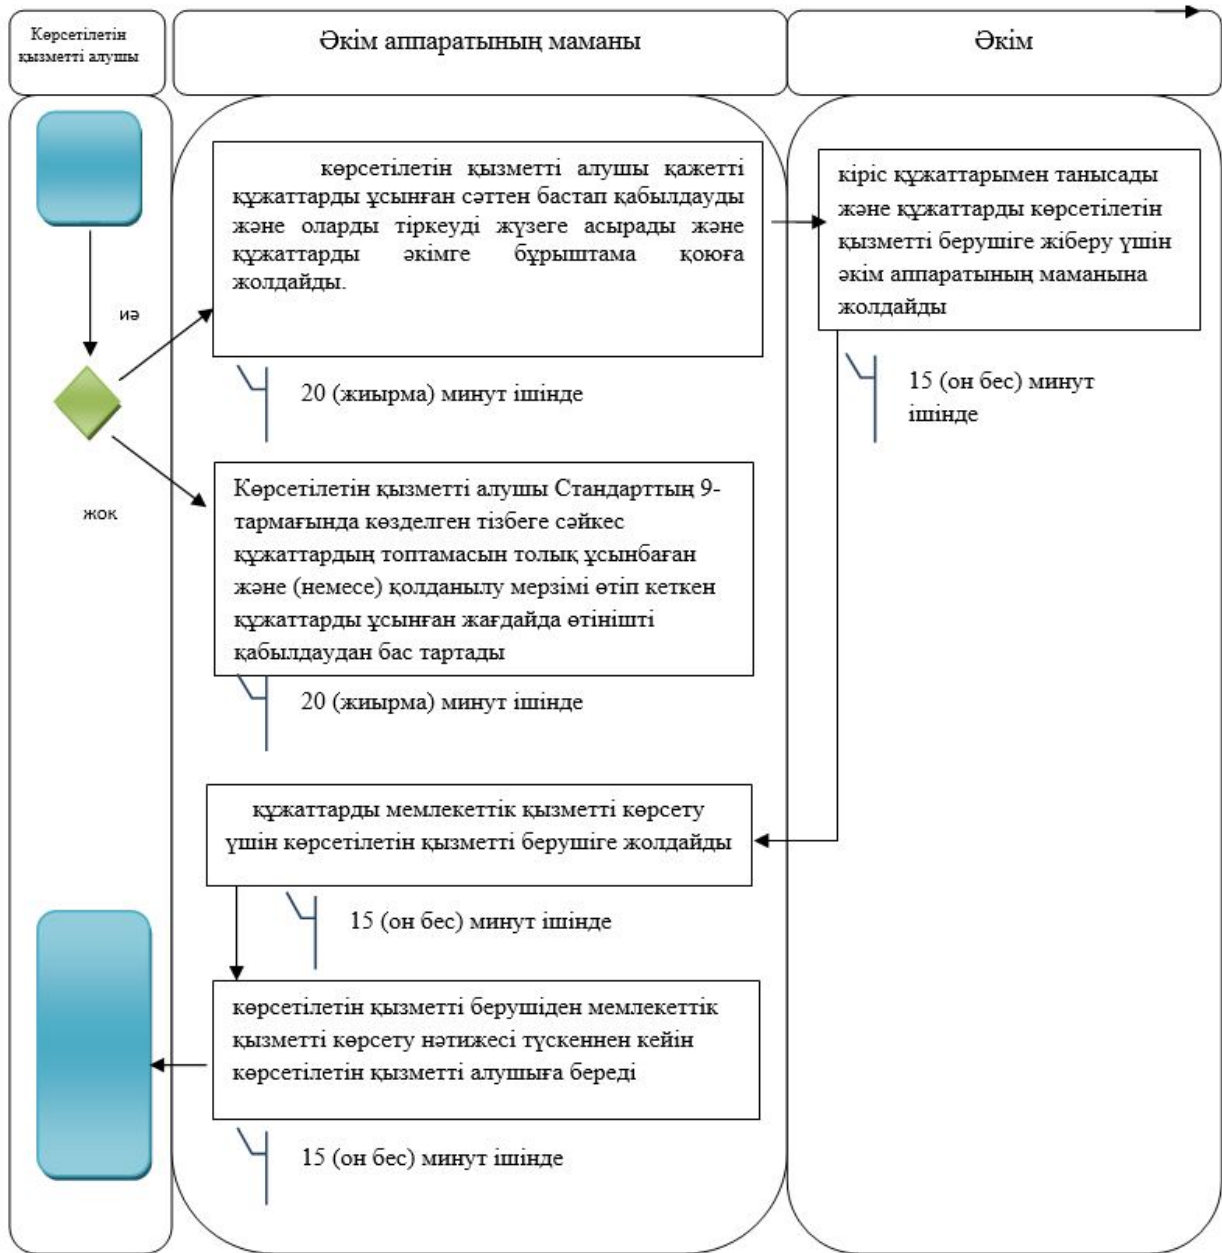 Көрсетілетін
қызметті алушы
Әкім аппаратының маманы
Әкім
көрсетілетін қызметті алушы қажетті
құжаттарды ұсынған сәттен бастап қабылдауды
және оларды тіркеуді жүзеге асырады және
құжаттарды әкімге бұрыштама қоюға
жолдайды.
кіріс құжаттарымен танысады
және құжаттарды көрсетілетін
қызметті берушіге жіберу үшін
әкім аппаратының маманына
жолдайды
иә
20 (жиырма) минут ішінде
15 (он бес) минут
ішінде
жоқ
Көрсетілетін қызметті алушы Стандарттың 9-
тармағында көзделген тізбеге сәйкес
құжаттардың топтамасын толық ұсынбаған
және (немесе) қолданылу мерзімі өтіп кеткен
құжаттарды ұсынған жағдайда өтінішті
қабылдаудан бас тартады
20 (жиырма) минут ішінде
құжаттарды мемлекеттік қызметті көрсету
үшін көрсетілетін қызметті берушіге жолдайды
15 (он бес) минут ішінде
көрсетілетін қызметті берушіден мемлекеттік
қызметті көрсету нәтижесі түскеннен кейін
көрсетілетін қызметті алушыға береді
15 (он бес) минут ішінде